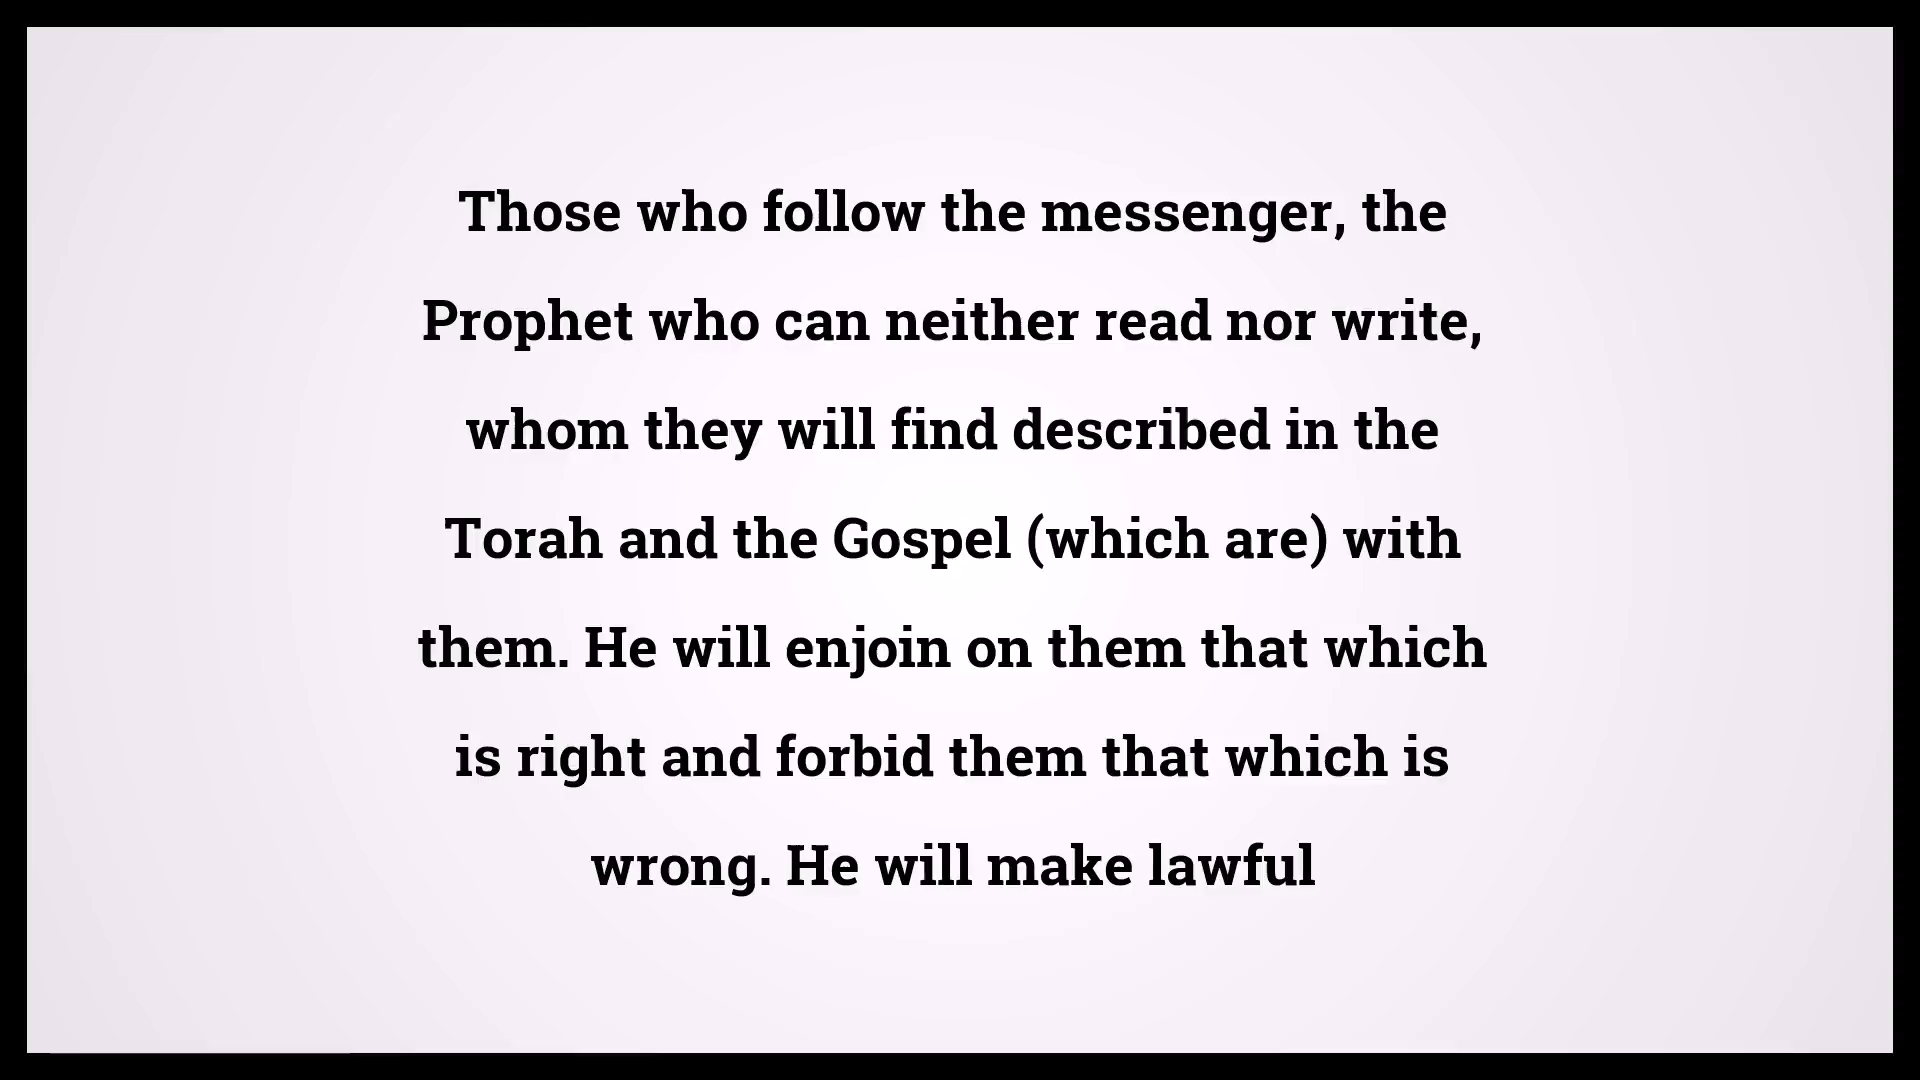 Those who follow the messenger, the
Prophet who can neither read nor write,
whom they will find described in the
Torah and the Gospel (which are) with
them. He will enjoin on them that which
is right and forbid them that which is
wrong. He will make lawful